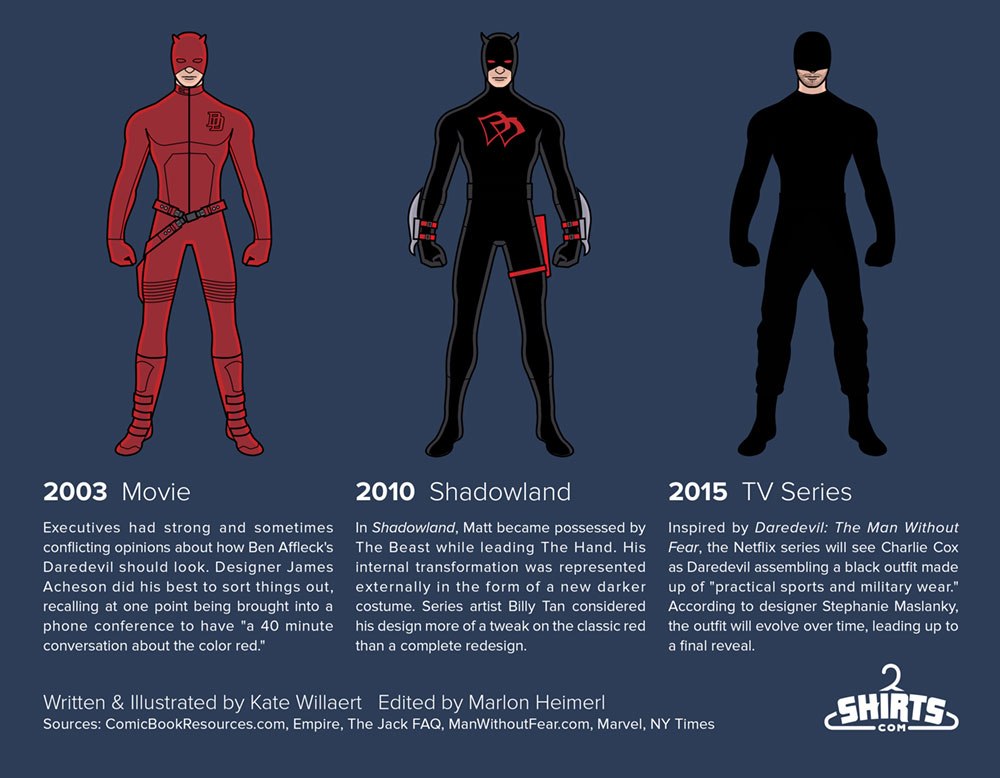 2003 Movie
Executives had strong and sometimes
conflicting opinions about how Ben Affleck's
Daredevil should look. Designer James
Acheson did his best to sort things out,
recalling at one point being brought into a
phone conference to have "a 40 minute
conversation about the color red."
2010 Shadowland
In Shadowland, Matt became possessed by
The Beast while leading The Hand. His
internal transformation was represented
externally in the form of a new darker
costume. Series artist Billy Tan considered
his design more of a tweak on the classic red
than a complete redesign.
2015 TV Series
Inspired by Daredevil: The Man Without
Fear, the Netflix series will see Charlie Cox
as Daredevil assembling a black outfit made
up of "practical sports and military wear."
According to designer Stephanie Maslanky,
the outfit will evolve over time, leading up to
a final reveal.
Written & Illustrated by Kate Willaert Edited by Marlon Heimerl
Sources: ComicBookResources.com, Empire, The Jack FAQ, ManWithoutFear.com, Marvel, NY Times
SHIRTS
COM
DD
DD